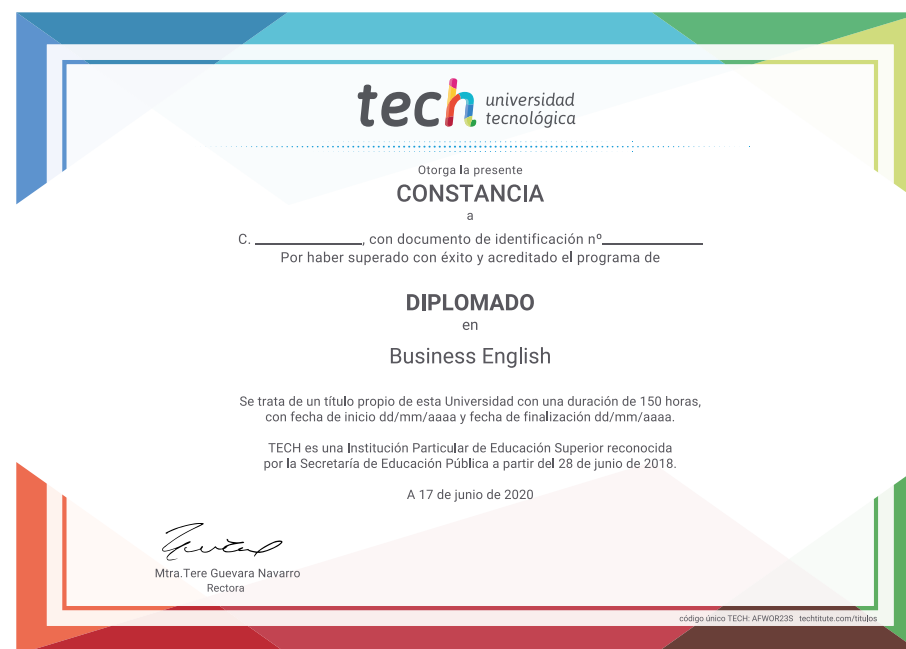 tech universidad
tecnológica
Otorga la presente
CONSTANCIA
a
C. ____________, con documento de identificación nº____________
Por haber superado con éxito y acreditado el programa de
DIPLOMADO
en
Business English
Se trata de un título propio de esta Universidad con una duración de 150 horas,
con fecha de inicio dd/mm/aaaa y fecha de finalización dd/mm/aaaa.
TECH es una Institución Particular de Educación Superior reconocida
por la Secretaría de Educación Pública a partir del 28 de junio de 2018.
A 17 de junio de 2020
Mtra.Tere Guevara Navarro
Rectora
código único TECH: AFWOR23S techtitute.com/titulos